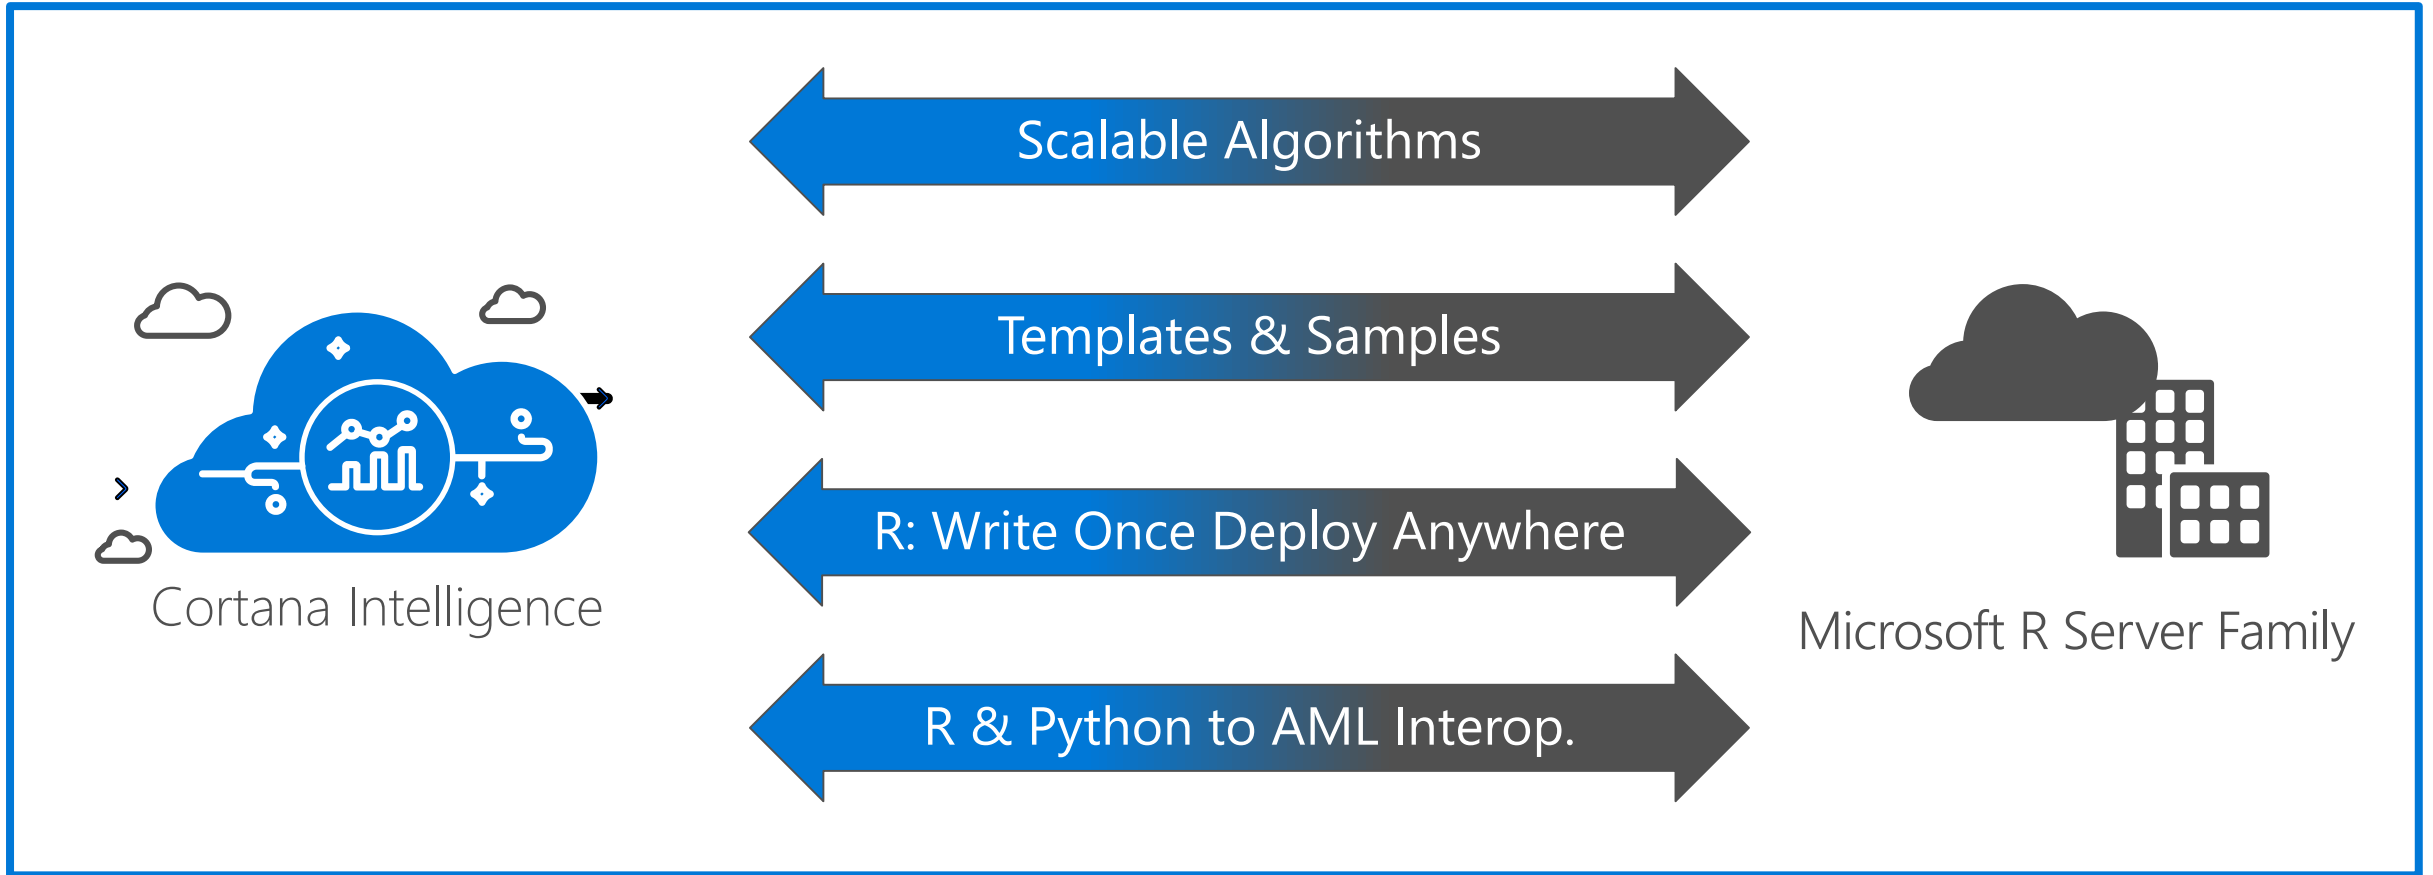 Scalable Algorithms
Templates & Samples
R: Write Once Deploy Anywhere
R & Python to AML Interop.
Cortana Intelligence
Microsoft R Server Family